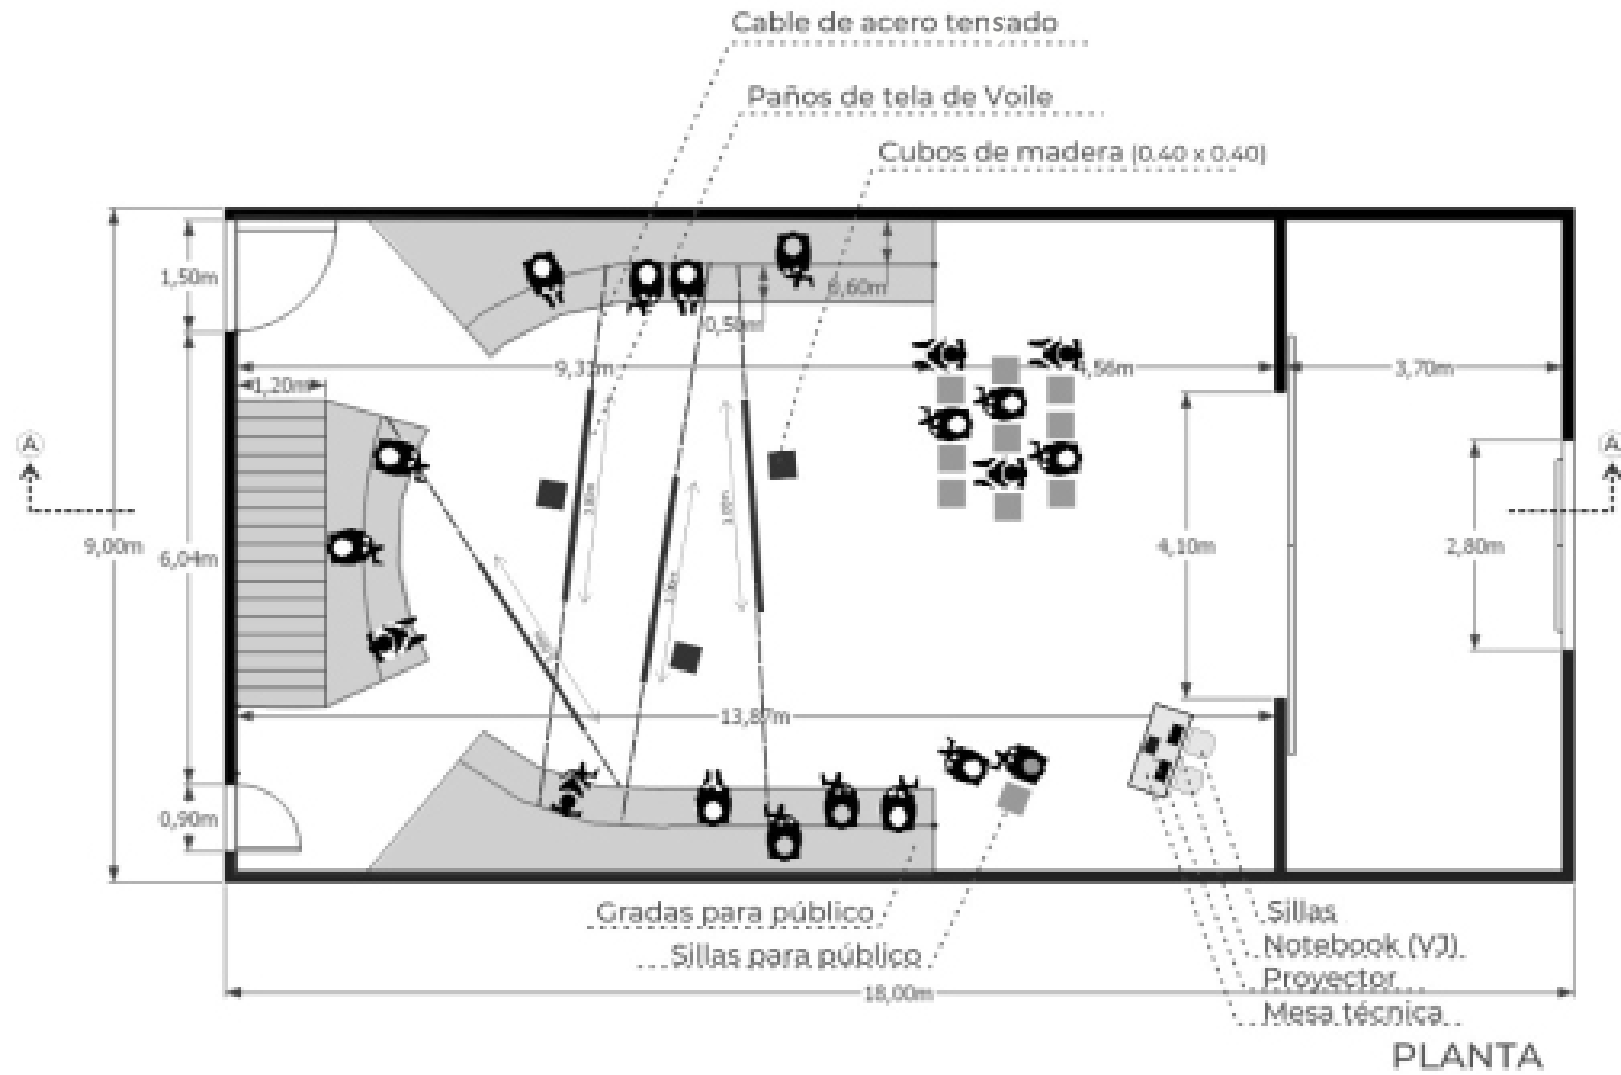 Cable de acero tensado
Paños de tela de Voile
Cubos de madera (0.40 x 0.40)
1,50m
6,60m
0,50m
9,31m
4,56m
3,70m
1,20m
A
A
9,00m
6,04m
4,10m
2,80m
13,87m
0,90m
Gradas para público
Sillas para público
Sillas
Notebook (VJ)
Proyector
Mesa técnica
18,00m
PLANTA